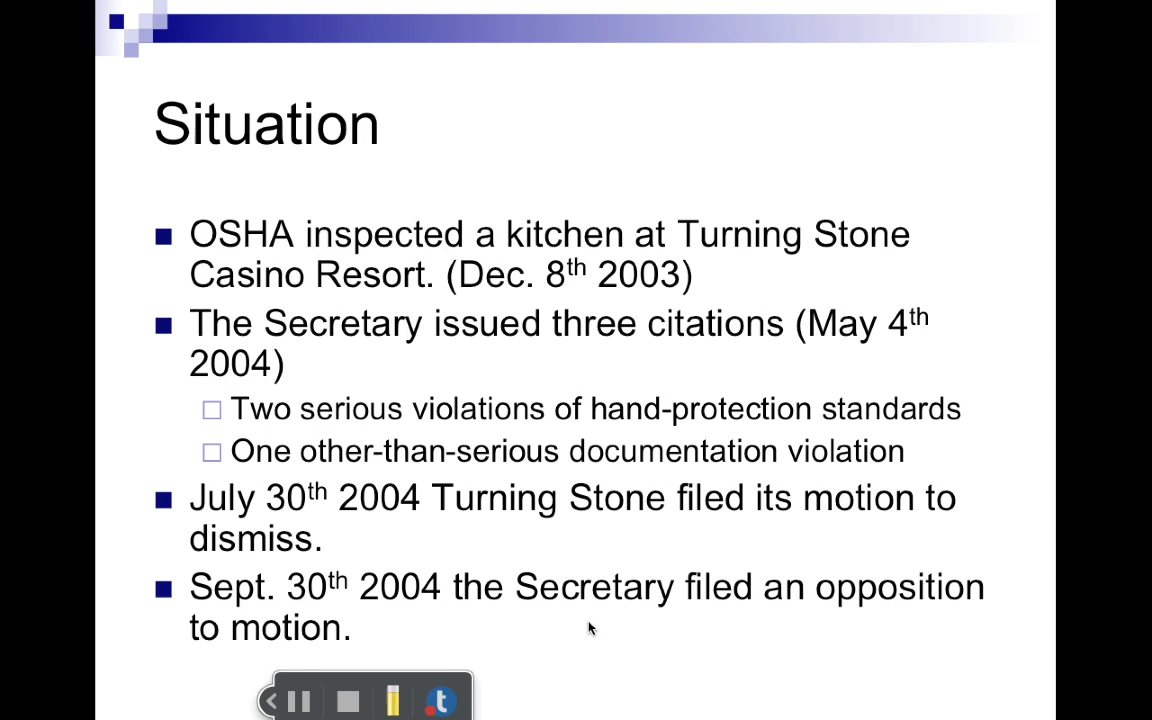 Situation
OSHA inspected a kitchen at Turning Stone
Casino Resort. (Dec. 8th 2003)
The Secretary issued three citations (May 4th
2004)
Two serious violations of hand-protection standards
One other-than-serious documentation violation
July 30th 2004 Turning Stone filed its motion to
dismiss.
Sept. 30th 2004 the Secretary filed an opposition
to motion.
t